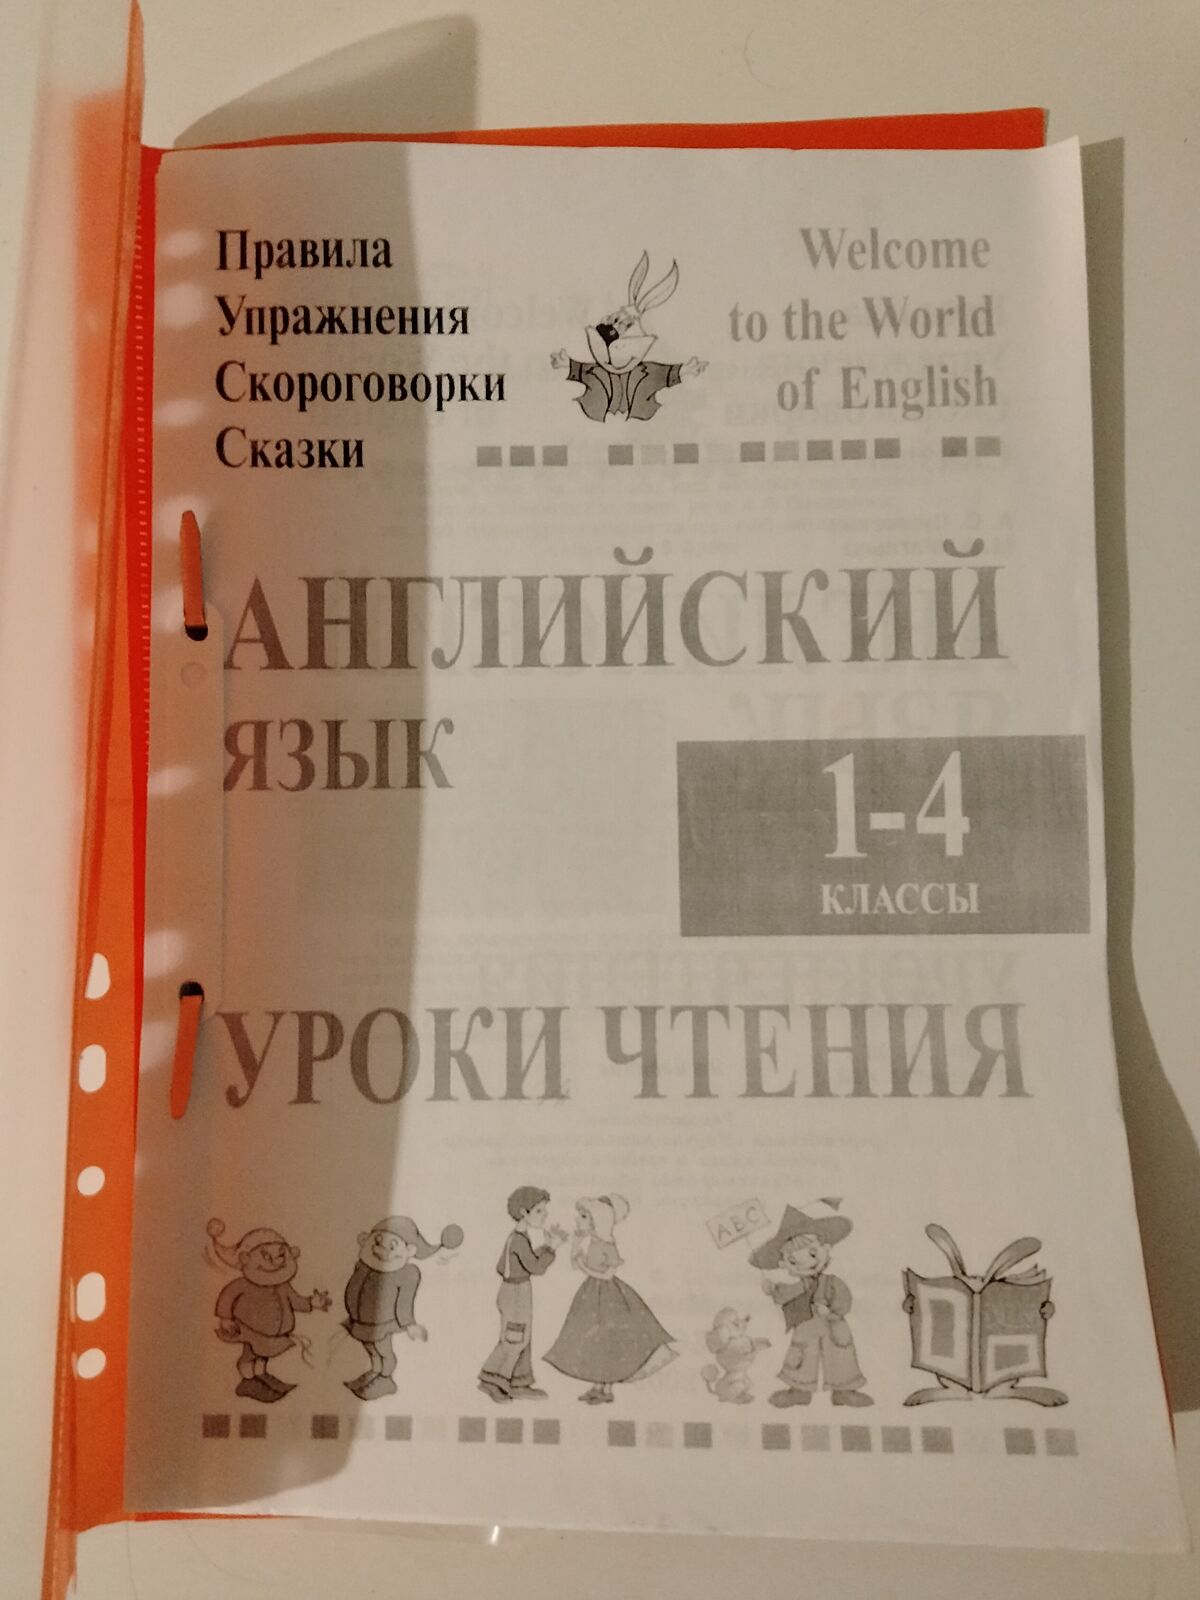 Правила
Упражнения
Скороговорки
Сказки
Welcome
to the World
of English
АНГЛИЙСКИЙ
ЯЗЫК
1-4
КЛАССЫ
УРОКИ ЧТЕНИЯ
ABC